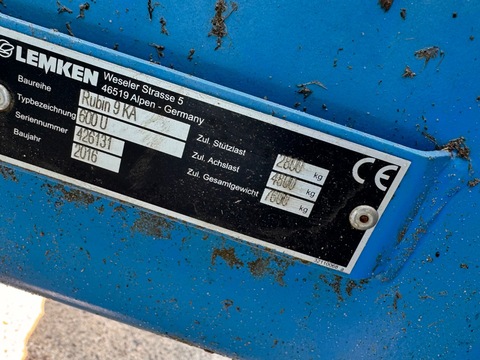 LEMKEN
Weseler Strasse 5
46519 Alpen - Germany
Baureihe Rubin 9 KA
Typbezeichnung 600 U
Seriennummer 426131
Baujahr 2016
Zul. Stützlast 2800 kg
Zul. Achslast 4800 kg
Zul. Gesamtgewicht 7500 kg
CE